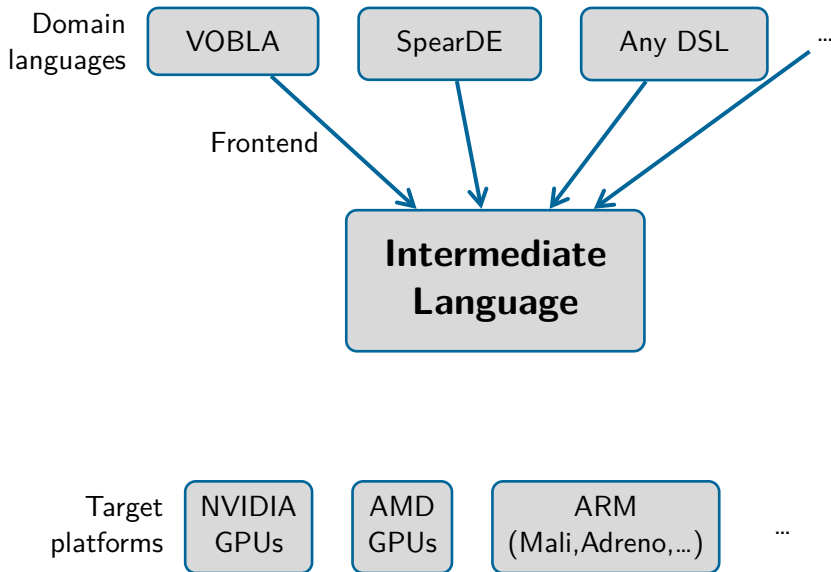 Domain
languages
VOBLA
SpearDE
Any DSL
...
Frontend
Intermediate
Language
Target
platforms
NVIDIA
GPUs
AMD
GPUs
ARM
(Mali,Adreno,...)
...